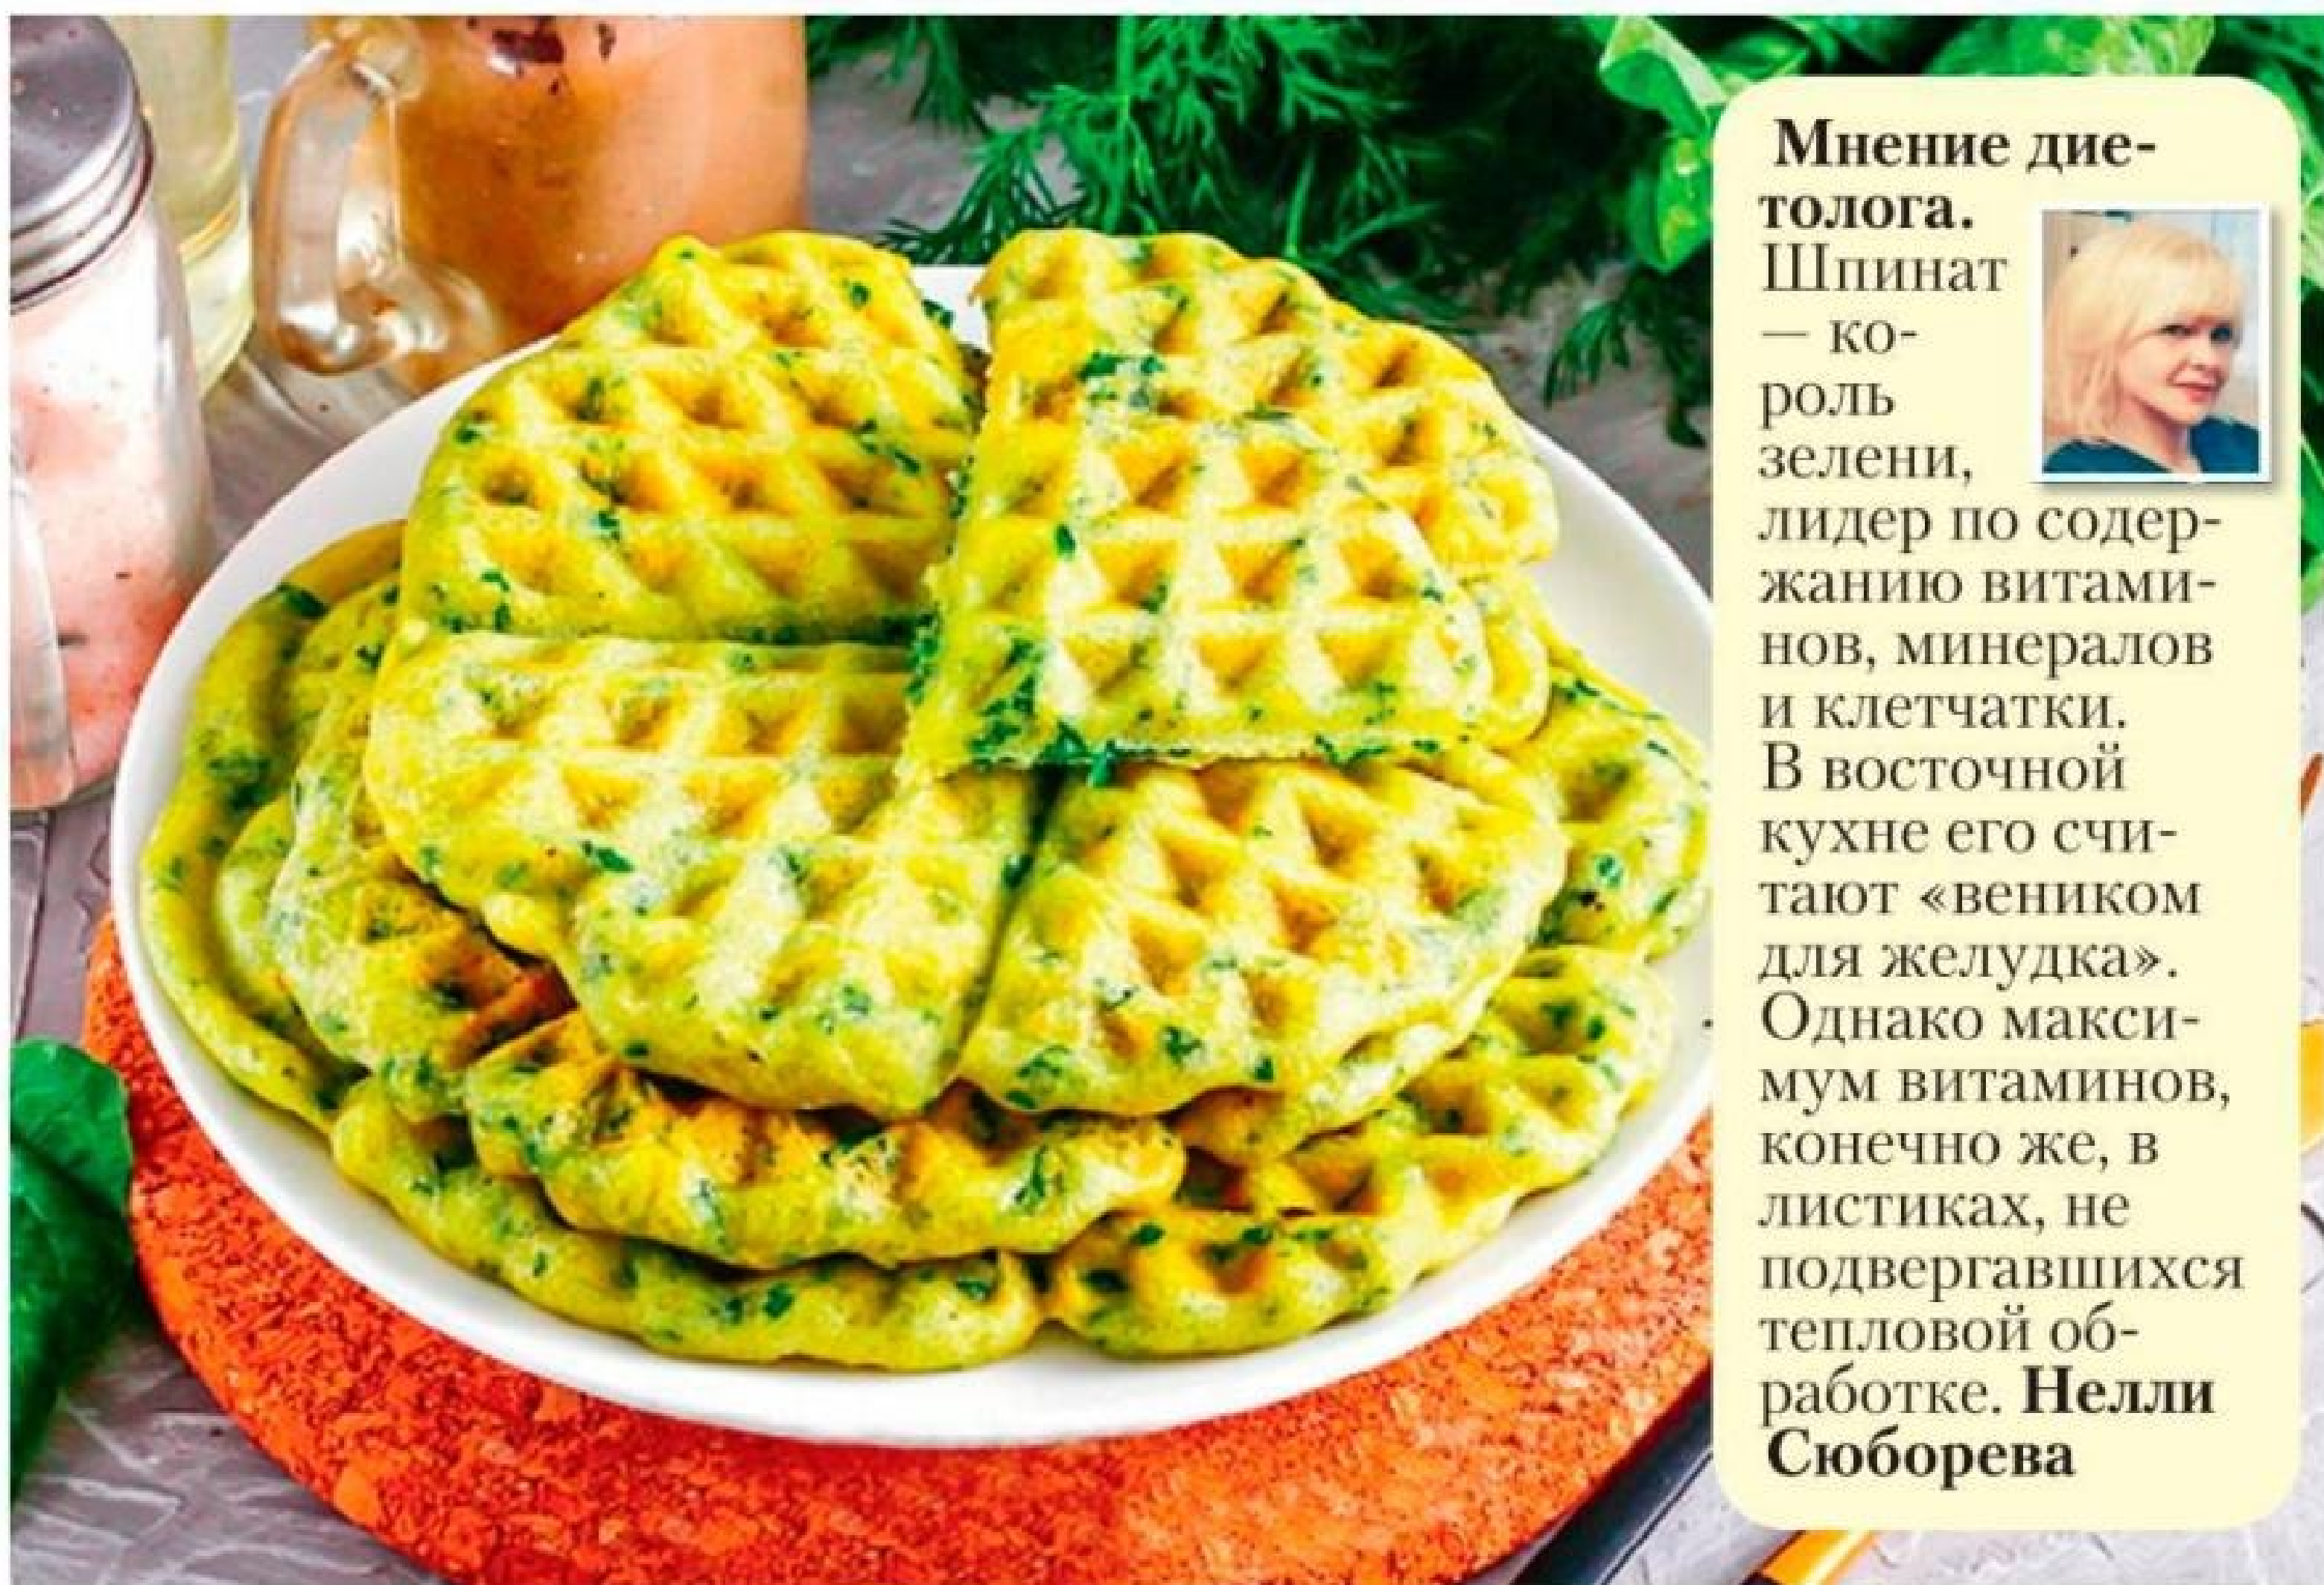 Мнение дие-
толога.
Шпинат
— ко-
роль
зелени,
лидер по содер-
жанию витами-
нов, минералов
и клетчатки.
В восточной
кухне его счи-
тают «веником
для желудка».
Однако макси-
мум витаминов,
конечно же, в
листиках, не
подвергавшихся
тепловой об-
работке. Нелли
Сюборева